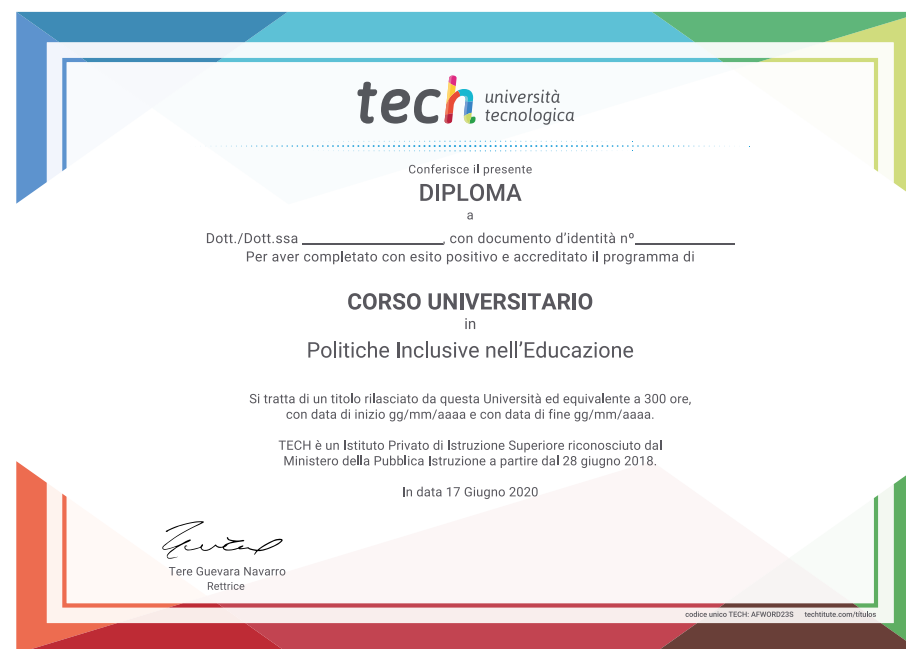 tech università
tecnologica
Conferisce il presente
DIPLOMA
a
Dott./Dott.ssa ____________________, con documento d'identità nº______________
Per aver completato con esito positivo e accreditato il programma di
CORSO UNIVERSITARIO
in
Politiche Inclusive nell'Educazione
Si tratta di un titolo rilasciato da questa Università ed equivalente a 300 ore,
con data di inizio gg/mm/aaaa e con data di fine gg/mm/aaaa.
TECH è un Istituto Privato di Istruzione Superiore riconosciuto dal
Ministero della Pubblica Istruzione a partire dal 28 giugno 2018.
In data 17 Giugno 2020
Tere Guevara Navarro
Rettrice
codice unico TECH: AFWORD23S techtitute.com/titulos